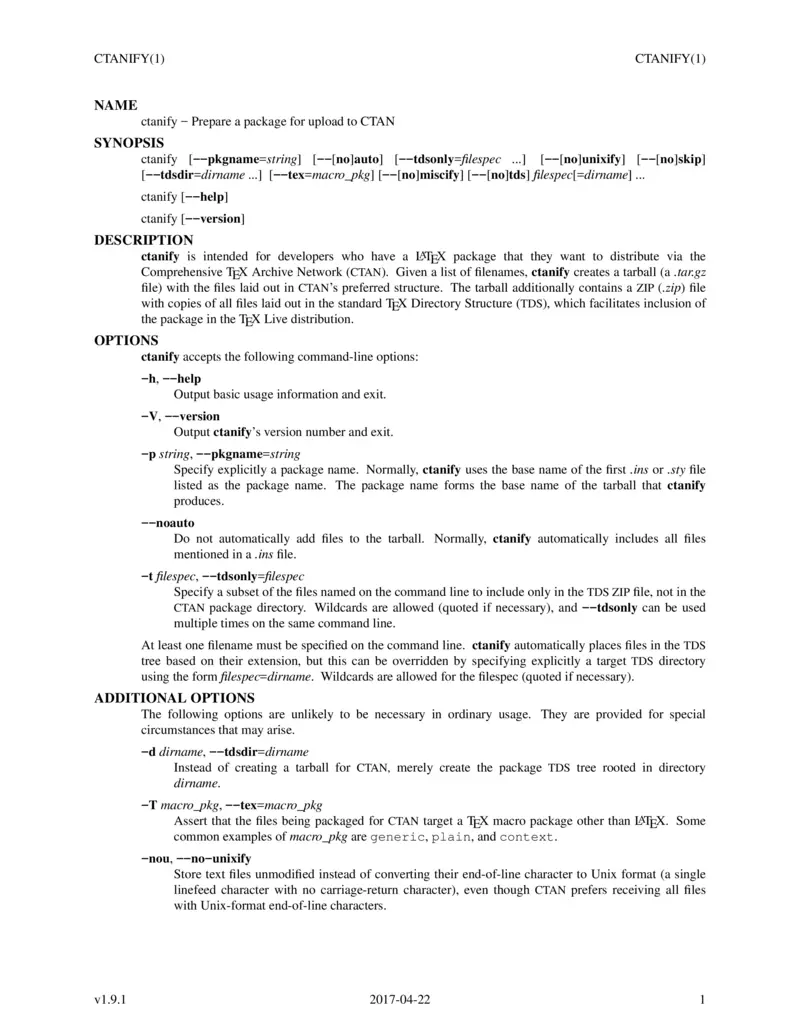 CTANIFY(1) CTANIFY(1)
NAME
ctanify − Prepare a package for upload to CTAN
SYNOPSIS
ctanify [−−pkgname=string] [−−[no]auto] [−−tdsonly=filespec ...] [−−[no]unixify] [−−[no]skip]
[−−tdsdir=dirname ...] [−−tex=macro_pkg] [−−[no]miscify] [−−[no]tds] filespec[=dirname] ...
ctanify [−−help]
ctanify [−−version]
DESCRIPTION
ctanify is intended for developers who have a LATEX package that they want to distribute via the
Comprehensive TEX Archive Network (CTAN). Given a list of filenames, ctanify creates a tarball (a .tar.gz
file) with the files laid out in CTAN's preferred structure. The tarball additionally contains a ZIP (.zip) file
with copies of all files laid out in the standard TEX Directory Structure (TDS), which facilitates inclusion of
the package in the TEX Live distribution.
OPTIONS
ctanify accepts the following command-line options:
−h, −−help
Output basic usage information and exit.
−V, −−version
Output ctanify's version number and exit.
−p string, −−pkgname=string
Specify explicitly a package name. Normally, ctanify uses the base name of the first .ins or .sty file
listed as the package name. The package name forms the base name of the tarball that ctanify
produces.
−−noauto
Do not automatically add files to the tarball. Normally, ctanify automatically includes all files
mentioned in a .ins file.
−t filespec, −−tdsonly=filespec
Specify a subset of the files named on the command line to include only in the TDS ZIP file, not in the
CTAN package directory. Wildcards are allowed (quoted if necessary), and −−tdsonly can be used
multiple times on the same command line.
At least one filename must be specified on the command line. ctanify automatically places files in the TDS
tree based on their extension, but this can be overridden by specifying explicitly a target TDS directory
using the form filespec=dirname. Wildcards are allowed for the filespec (quoted if necessary).
ADDITIONAL OPTIONS
The following options are unlikely to be necessary in ordinary usage. They are provided for special
circumstances that may arise.
−d dirname, −−tdsdir=dirname
Instead of creating a tarball for CTAN, merely create the package TDS tree rooted in directory
dirname.
−T macro_pkg, −−tex=macro_pkg
Assert that the files being packaged for CTAN target a TEX macro package other than LATEX. Some
common examples of macro_pkg are generic, plain, and context.
−nou, −−no−unixify
Store text files unmodified instead of converting their end-of-line character to Unix format (a single
linefeed character with no carriage-return character), even though CTAN prefers receiving all files
with Unix-format end-of-line characters.
v1.9.1 2017-04-22 1